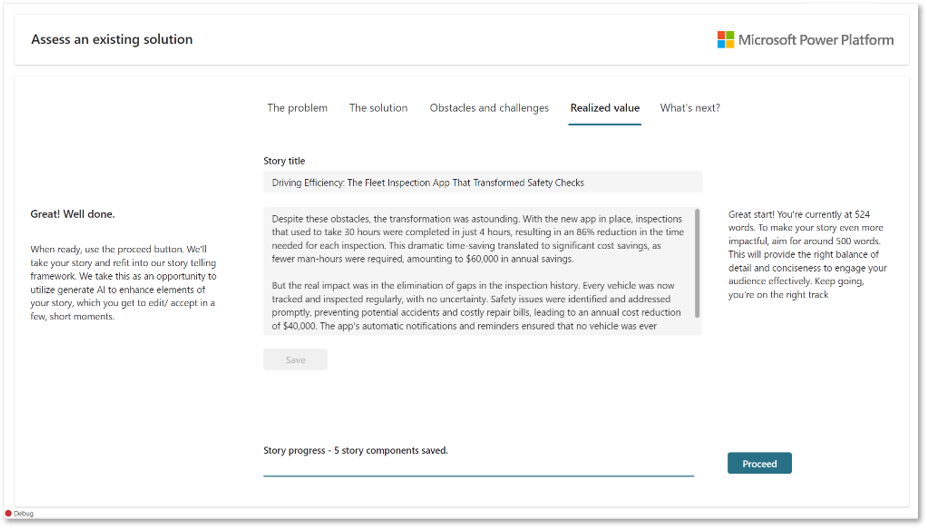 Assess an existing solution
Microsoft Power Platform
The problem
The solution
Obstacles and challenges
Realized value
What's next?
Story title
Driving Efficiency: The Fleet Inspection App That Transformed Safety Checks
Great! Well done.
When ready, use the proceed button. We'll
take your story and refit into our story telling
framework. We take this as an opportunity to
utilize generate AI to enhance elements of
your story, which you get to edit/ accept in a
few, short moments.
Despite these obstacles, the transformation was astounding. With the new app in place, inspections
that used to take 30 hours were completed in just 4 hours, resulting in an 86% reduction in the time
needed for each inspection. This dramatic time-saving translated to significant cost savings, as
fewer man-hours were required, amounting to $60,000 in annual savings.
But the real impact was in the elimination of gaps in the inspection history. Every vehicle was now
tracked and inspected regularly, with no uncertainty. Safety issues were identified and addressed
promptly, preventing potential accidents and costly repair bills, leading to an annual cost reduction
of $40,000. The app's automatic notifications and reminders ensured that no vehicle was ever
Great start! You're currently at 524
words. To make your story even more
impactful, aim for around 500 words.
This will provide the right balance of
detail and conciseness to engage your
audience effectively. Keep going,
you're on the right track
Save
Story progress - 5 story components saved.
Proceed
Debug